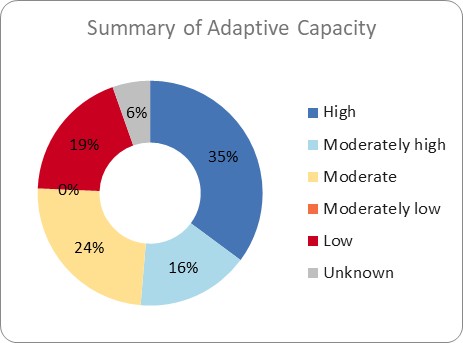 Summary of Adaptive Capacity
6%
35%
19%
0%
24%
16%
High
Moderately high
Moderate
Moderately low
Low
Unknown